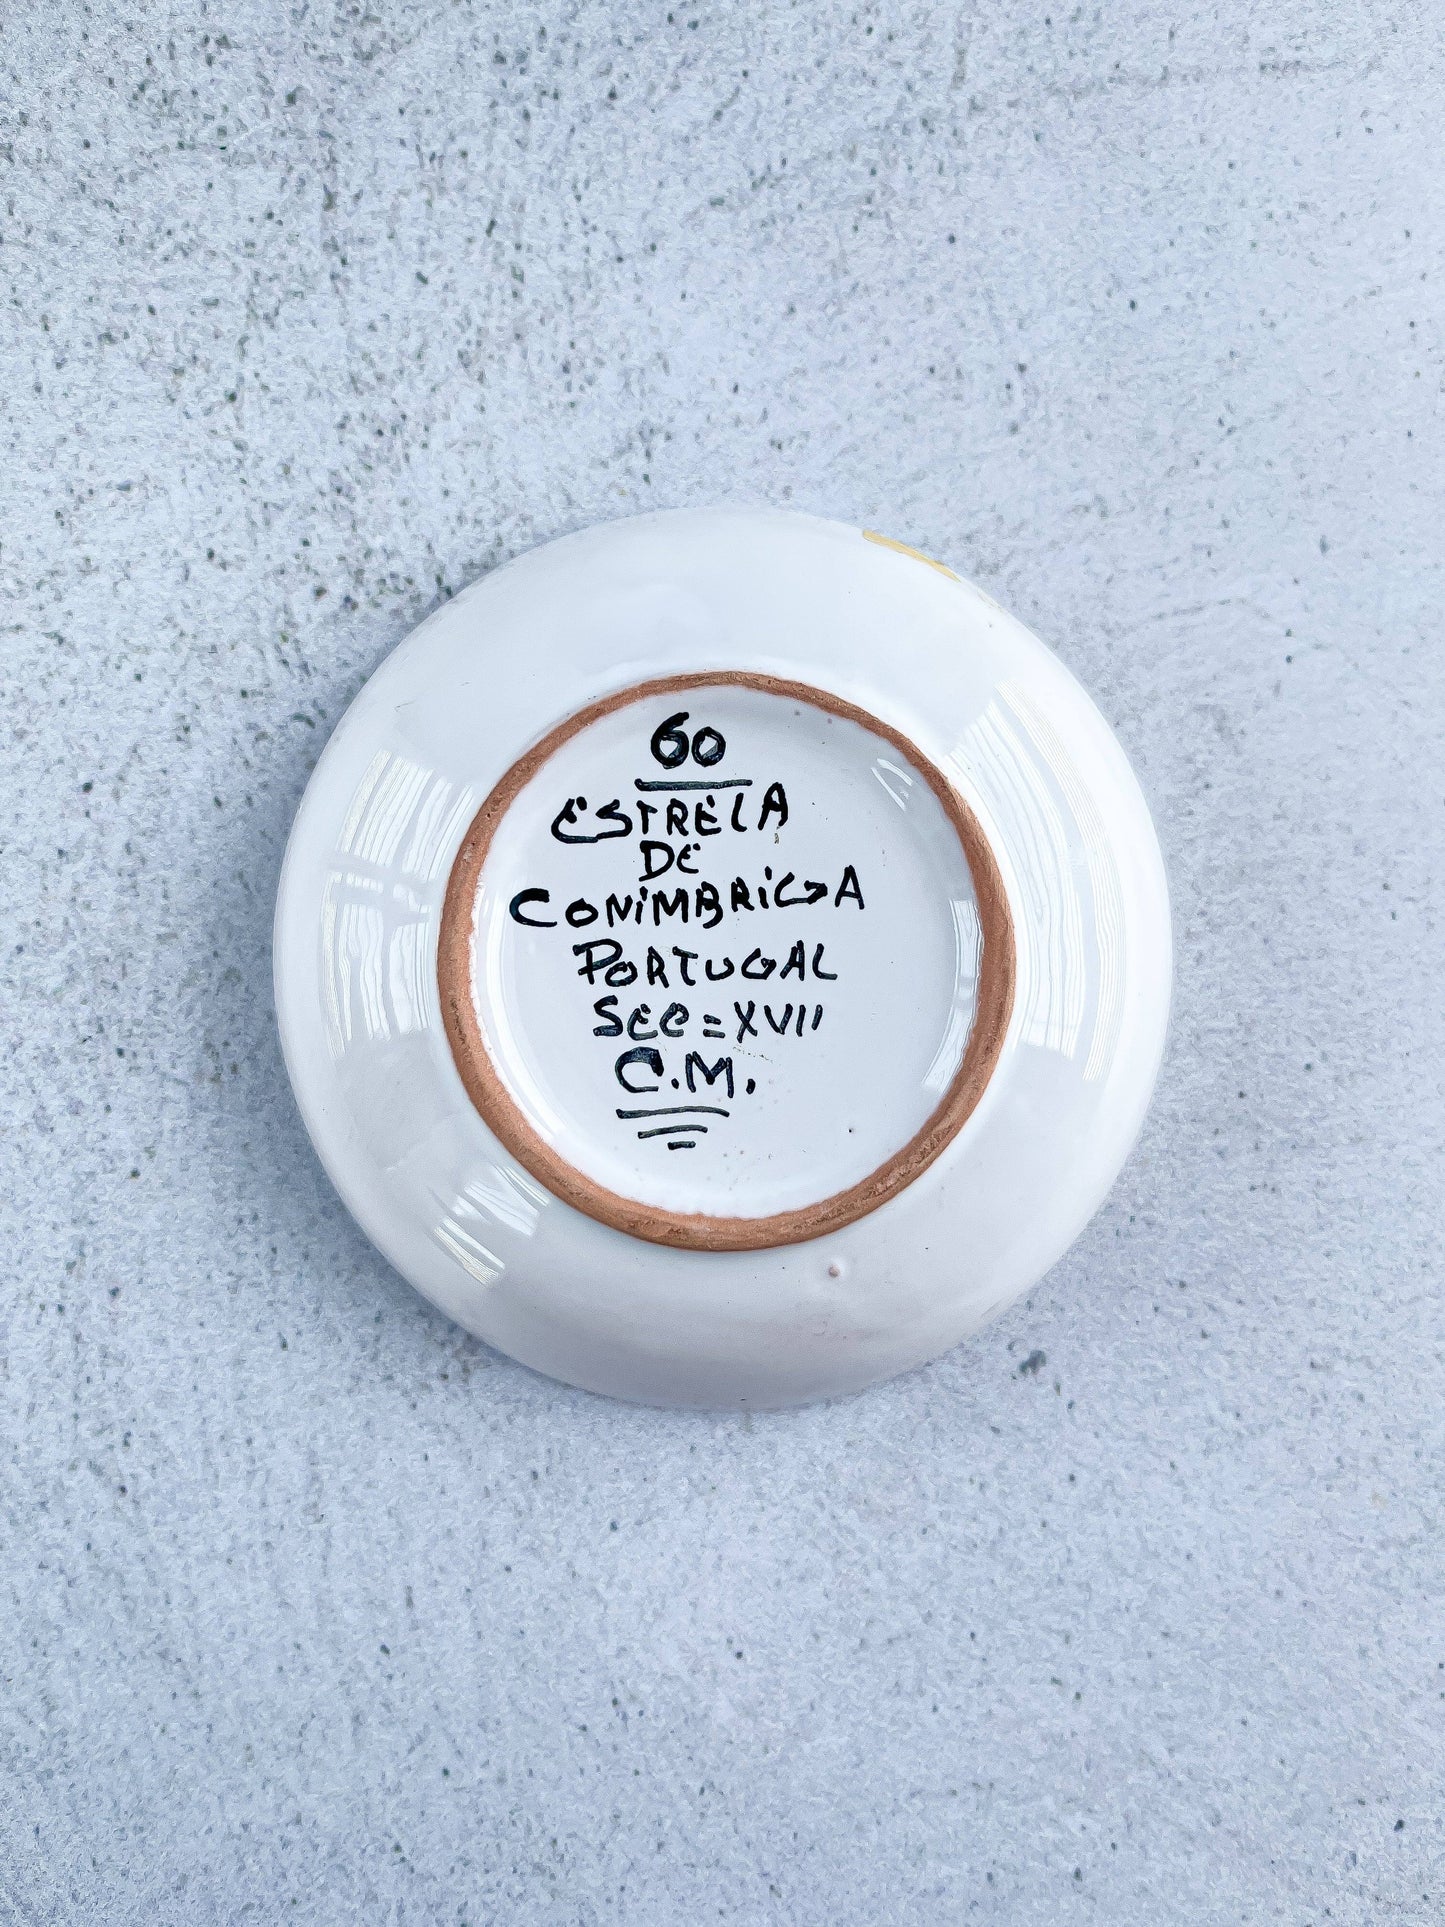 60
ESTRELA
DE
CONIMBRIGA
PORTUGAL
SEC=XVII
C.M.